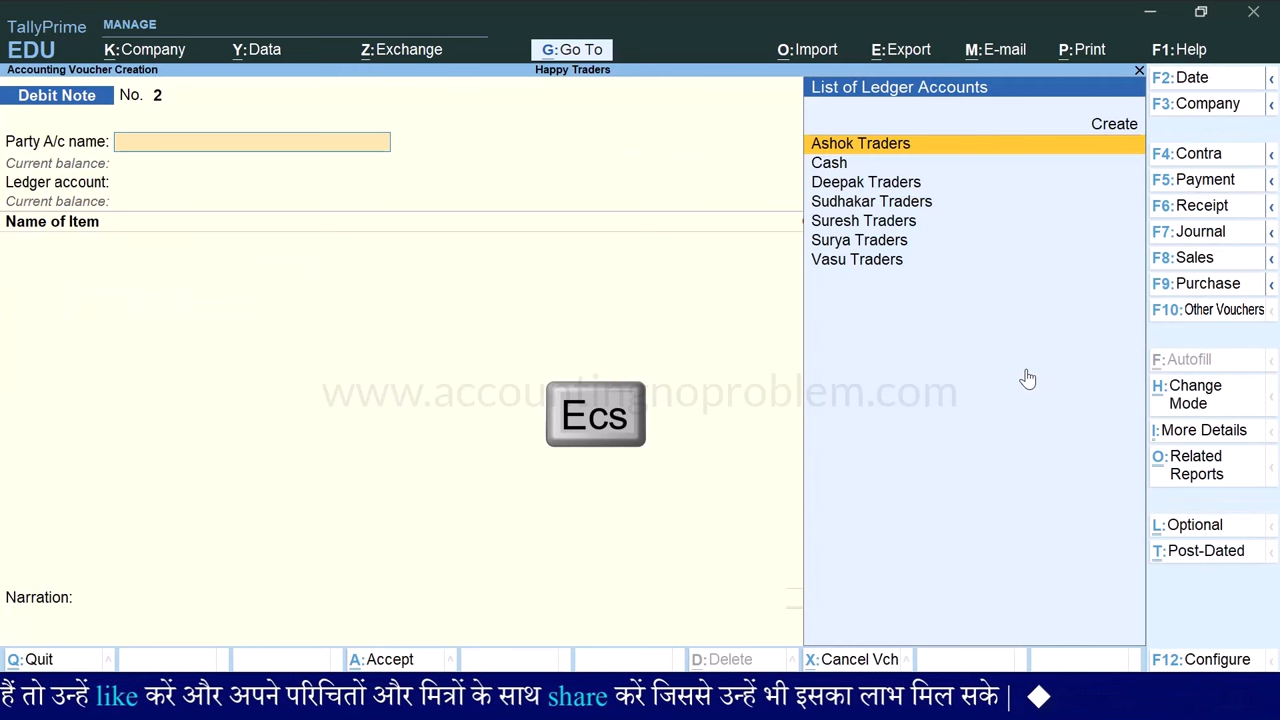 TallyPrime
EDU
MANAGE
K:Company
Y:Data
Z:Exchange
G:Go To
O:Import
E:Export
M:E-mail
P:Print
F1:Help
Accounting Voucher Creation
Happy Traders
Debit Note No. 2
Party A/c name:
Current balance:
Ledger account:
Current balance:
Name of Item
Narration:
List of Ledger Accounts
Create
Ashok Traders
Cash
Deepak Traders
Sudhakar Traders
Suresh Traders
Surya Traders
Vasu Traders
www.accountingnoproblem.com
Ecs
F2:Date
F3:Company
F4:Contra
F5:Payment
F6:Receipt
F7:Journal
F8:Sales
F9:Purchase
F10:Other Vouchers
F:Autofill
H:Change
Mode
I:More Details
O:Related
Reports
L:Optional
T:Post-Dated
Q:Quit
A:Accept
D:Delete
X:Cancel Vch
F12:Configure
हैं तो उन्हें like करें और अपने परिचितों और मित्रों के साथ share करें जिससे उन्हें भी इसका लाभ मिल सके |